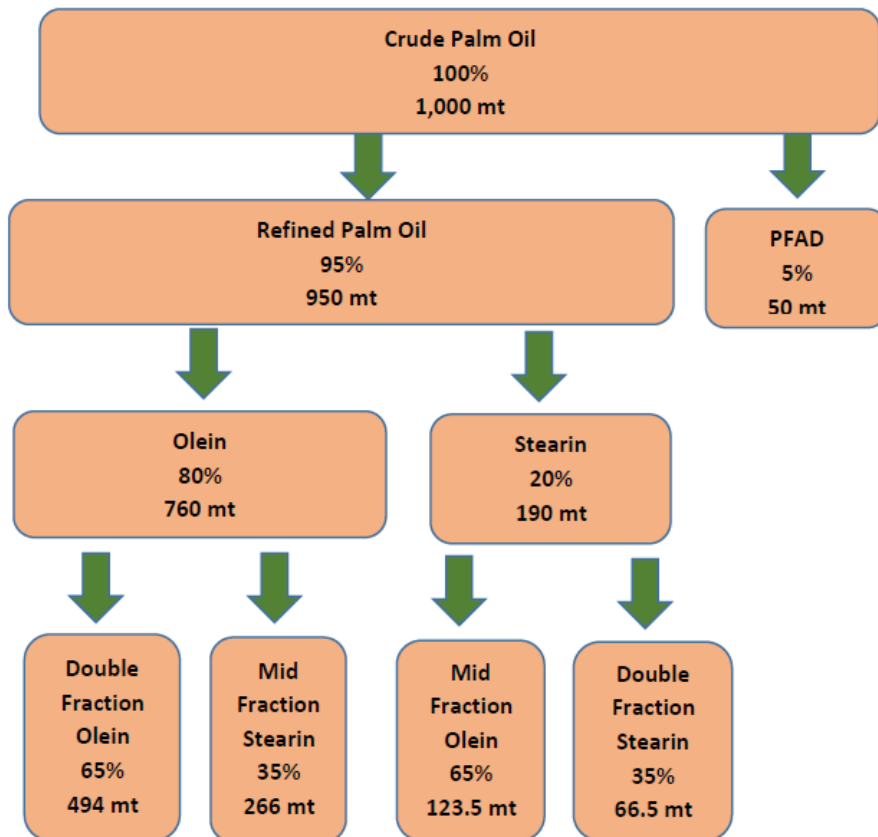 Crude Palm Oil
100%
1,000 mt
Refined Palm Oil
95%
950 mt
PFAD
5%
50 mt
Olein
80%
760 mt
Stearin
20%
190 mt
Double
Fraction
Olein
65%
494 mt
Mid
Fraction
Stearin
35%
266 mt
Mid
Fraction
Olein
65%
123.5 mt
Double
Fraction
Stearin
35%
66.5 mt